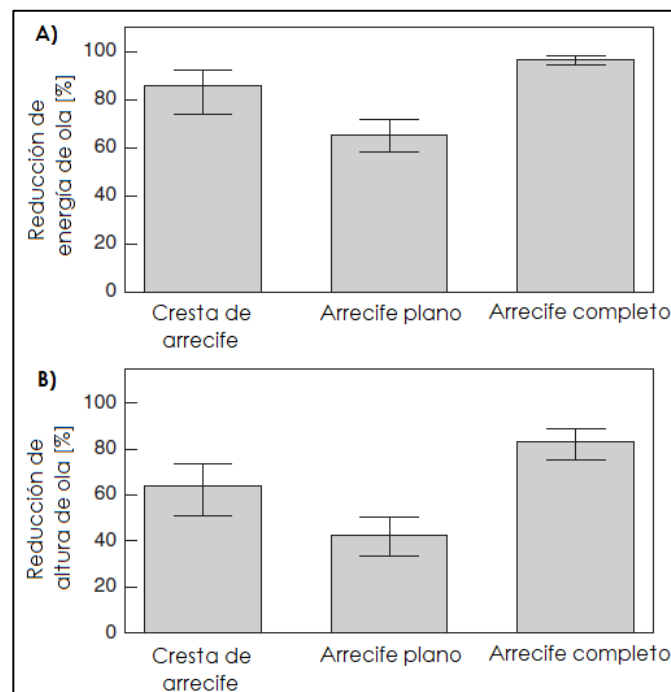 A)
Reducción de
energía de ola [%]
100
80
60
40
20
0
Cresta de
arrecife
Arrecife plano
Arrecife completo
B)
Reducción de
altura de ola [%]
100
80
60
40
20
0
Cresta de
arrecife
Arrecife plano
Arrecife completo